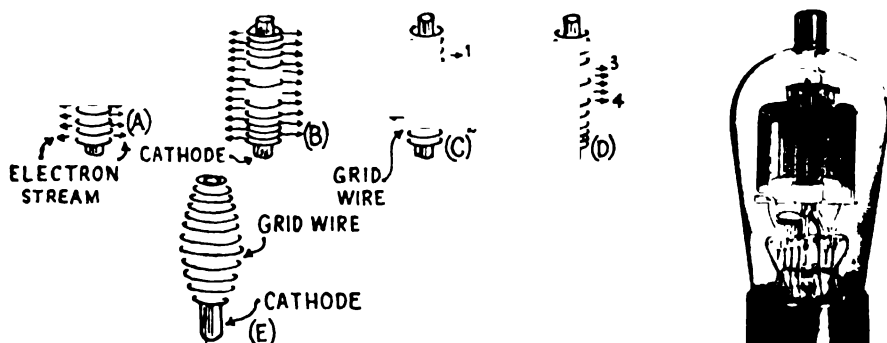 1
3
4
(A)
(B)
(C)
(D)
ELECTRON
STREAM
CATHODE
GRID
WIRE
GRID WIRE
CATHODE
(E)